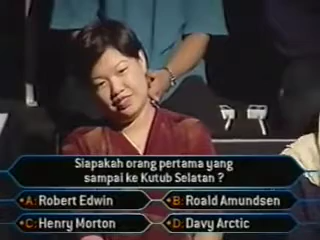 Siapakah orang pertama yang
sampai ke Kutub Selatan ?
A: Robert Edwin
B: Roald Amundsen
C: Henry Morton
D: Davy Arctic